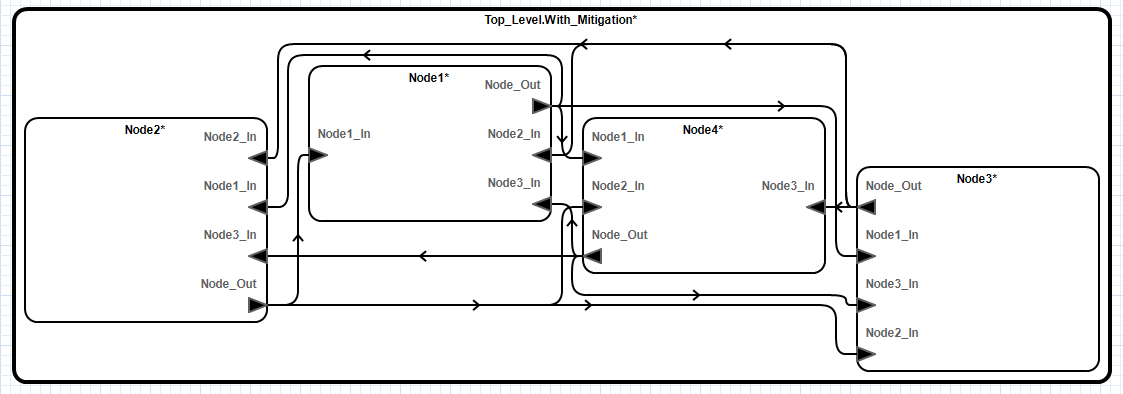 Top_Level.With_Mitigation*
Node1*
Node_Out
Node1_In
Node2_In
Node3_In
Node2*
Node2_In
Node1_In
Node3_In
Node_Out
Node4*
Node1_In
Node2_In
Node3_In
Node_Out
Node3*
Node_Out
Node1_In
Node3_In
Node2_In